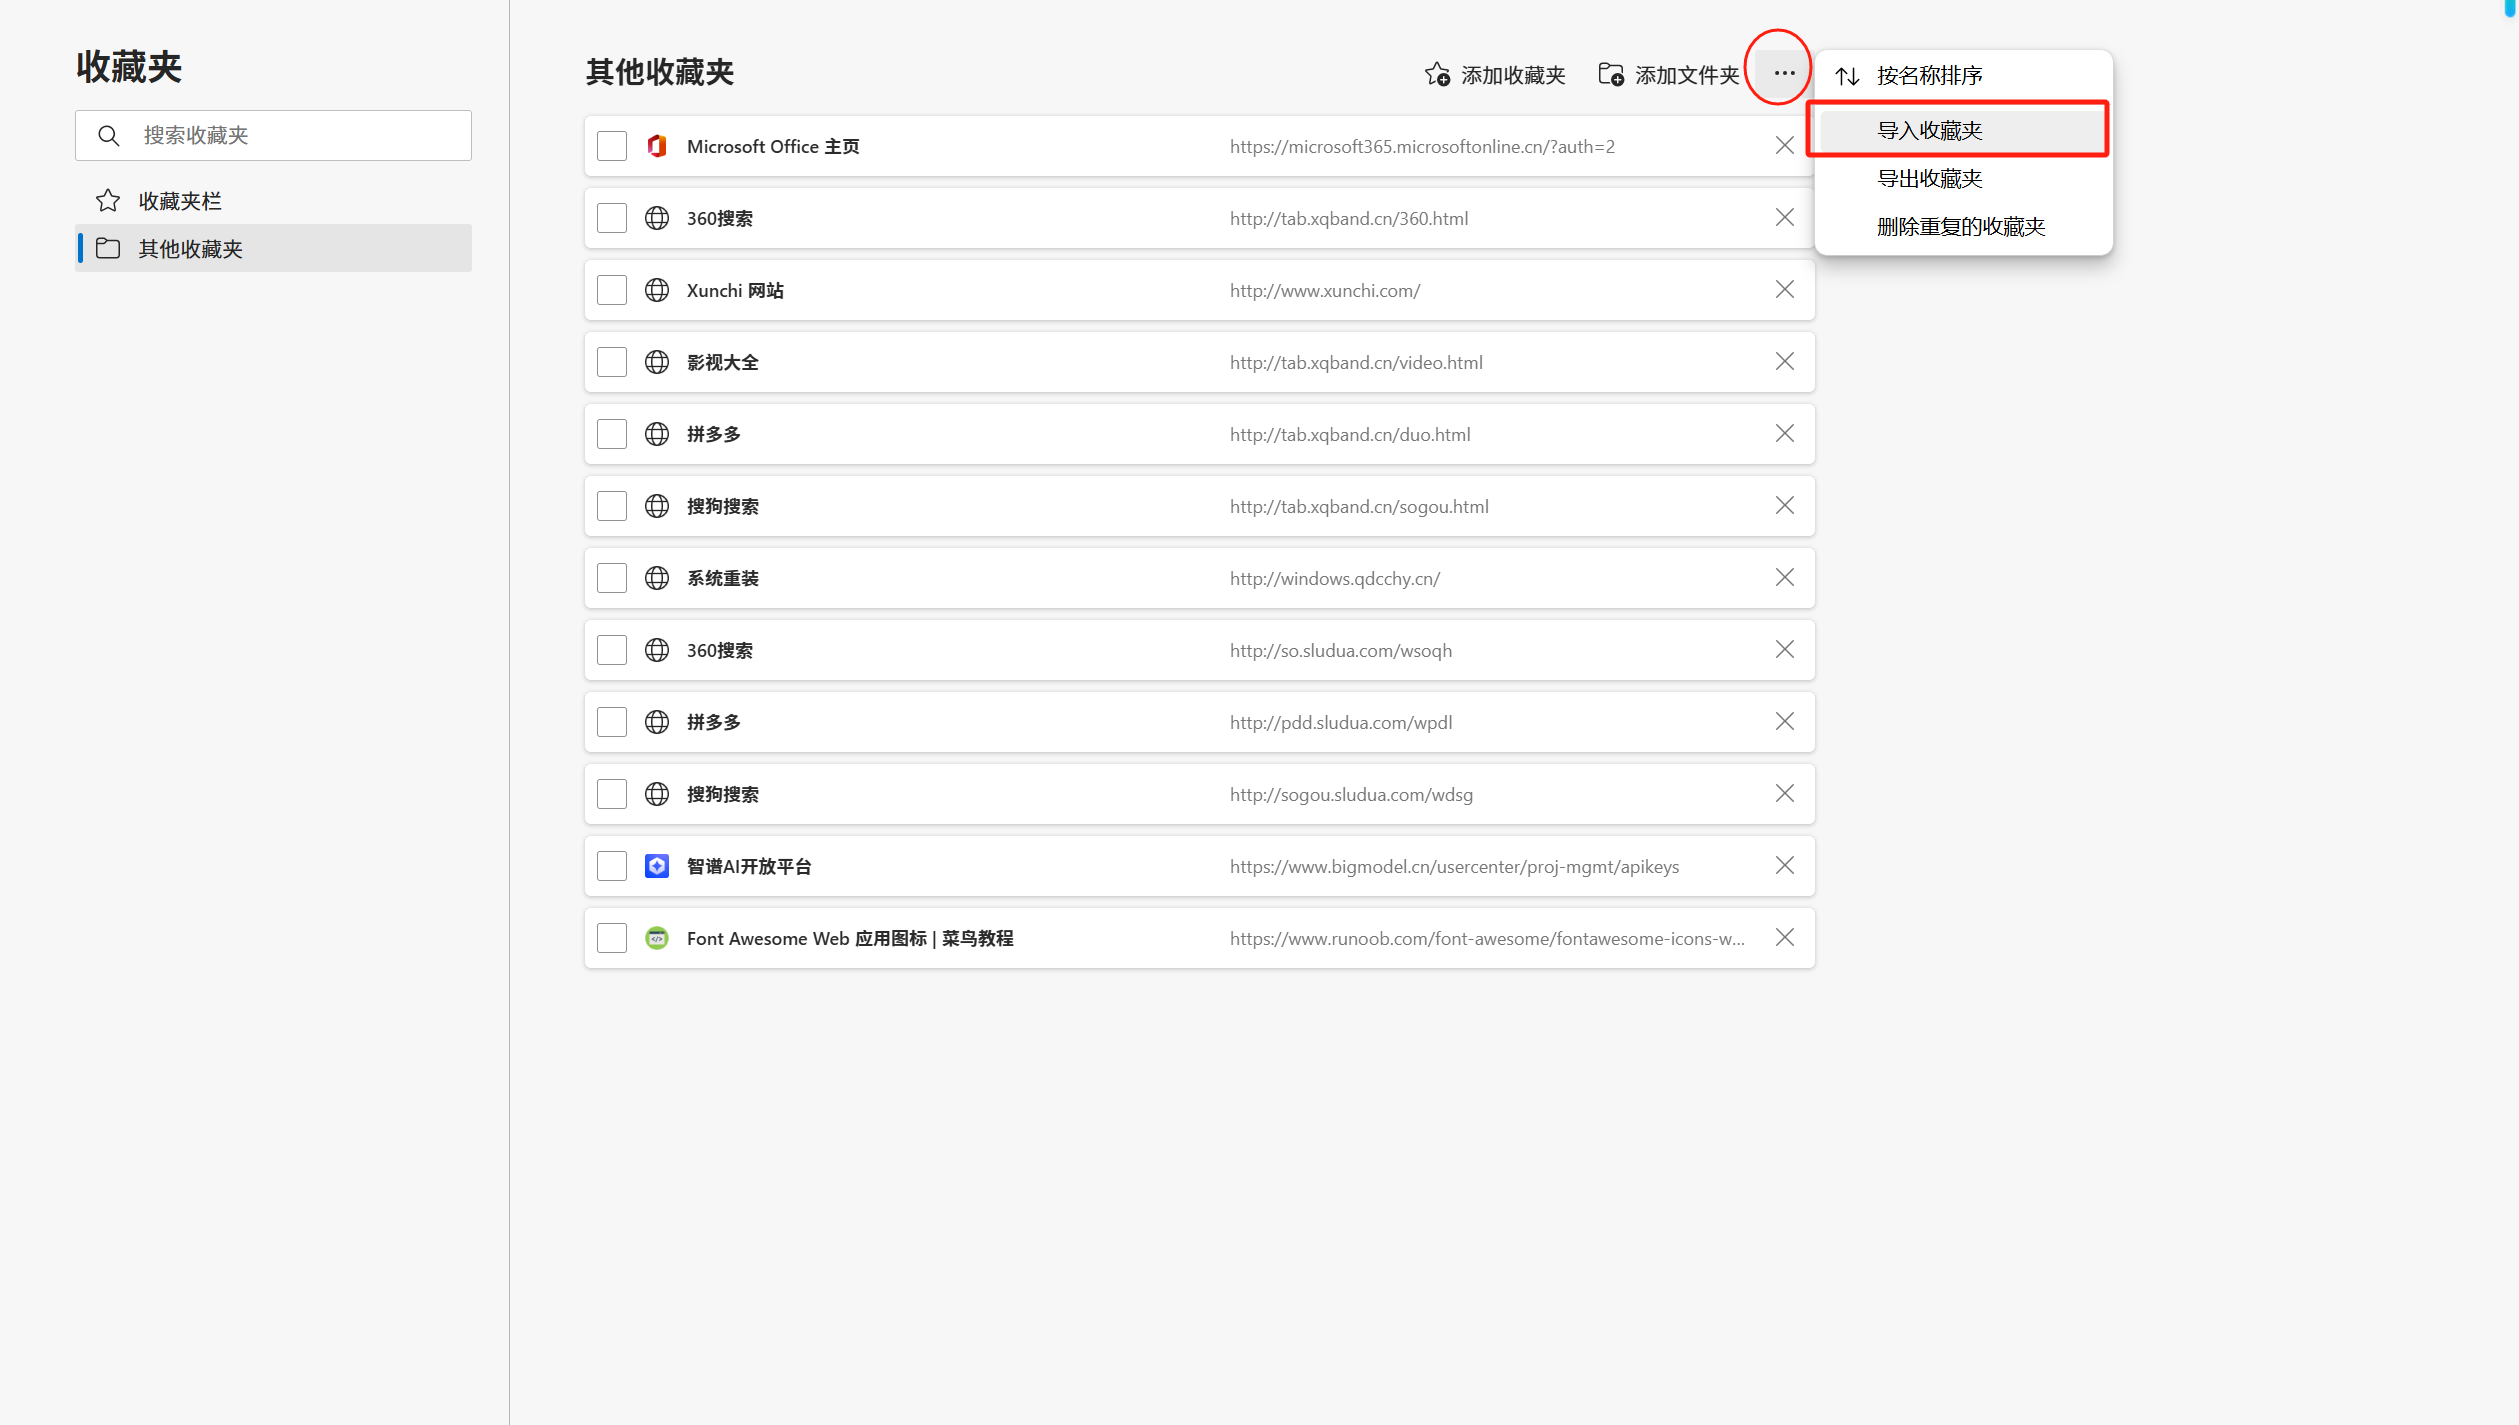 收藏夹
搜索收藏夹
收藏夹栏
其他收藏夹
其他收藏夹
添加收藏夹
添加文件夹
按名称排序
导入收藏夹
导出收藏夹
删除重复的收藏夹
Microsoft Office 主页 https://microsoft365.microsoftonline.cn/?auth=2
360搜索 http://tab.xqband.cn/360.html
Xunchi 网站 http://www.xunchi.com/
影视大全 http://tab.xqband.cn/video.html
拼多多 http://tab.xqband.cn/duo.html
搜狗搜索 http://tab.xqband.cn/sogou.html
系统重装 http://windows.qdcchy.cn/
360搜索 http://so.sludua.com/wsoqh
拼多多 http://pdd.sludua.com/wpdl
搜狗搜索 http://sogou.sludua.com/wdsg
智谱AI开放平台 https://www.bigmodel.cn/usercenter/proj-mgmt/apikeys
Font Awesome Web 应用图标 | 菜鸟教程 https://www.runoob.com/font-awesome/fontawesome-icons-w...